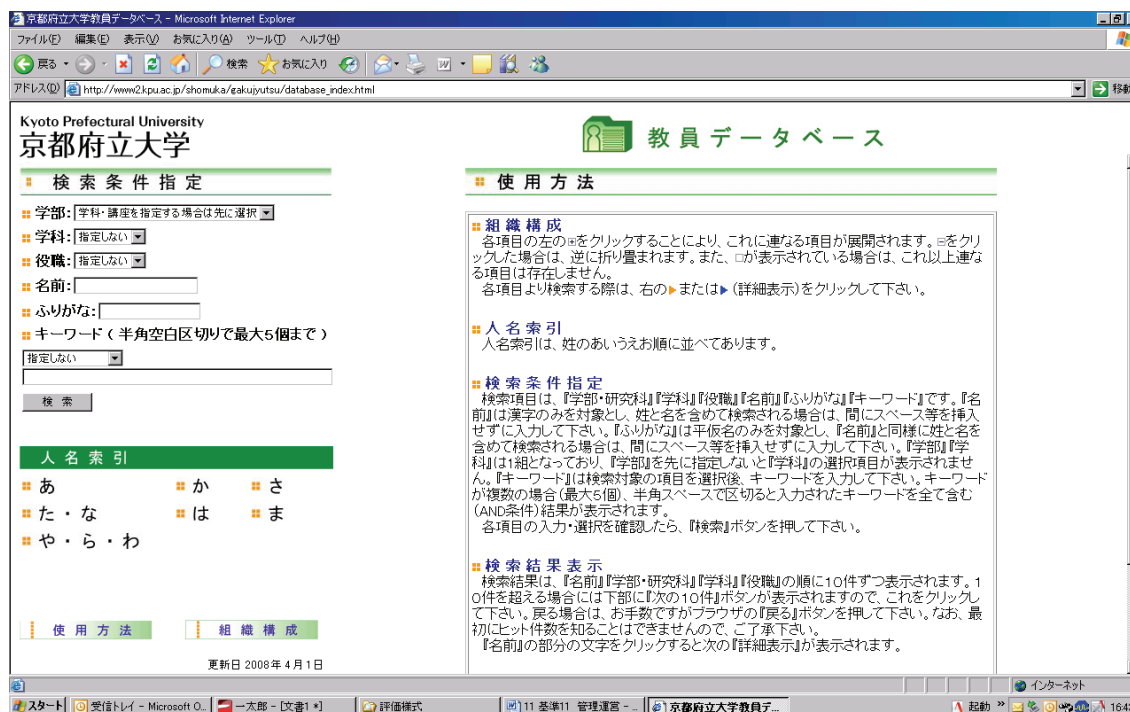 京都府立大学教員データベース - Microsoft Internet Explorer
ファイル(F) 編集(E) 表示(V) お気に入り(A) ツール(T) ヘルプ(H)
戻る 検索 お気に入り
アドレス(D) http://www2.kpu.ac.jp/shomuka/gakujyutsu/database_index.html 移動
Kyoto Prefectural University
京都府立大学
教員データベース
検索条件指定
学部: 学科・講座を指定する場合は先に選択
学科: 指定しない
役職: 指定しない
名前:
ふりがな:
キーワード ( 半角空白区切りで最大5個まで )
指定しない
検 索
人名索引
あ か さ
た・な は ま
や・ら・わ
使用方法 組織構成
更新日 2008年4月1日
使用方法
組織構成
各項目の左の⊞をクリックすることにより、これに連なる項目が展開されます。⊟をクリ
ックした場合は、逆に折り畳まれます。また、□が表示されている場合は、これ以上連な
る項目は存在しません。
各項目より検索する際は、右の▶または▶(詳細表示)をクリックして下さい。
人名索引
人名索引は、姓のあいうえお順に並べてあります。
検索条件指定
検索項目は、『学部・研究科』『学科』『役職』『名前』『ふりがな』『キーワード』です。『名
前』は漢字のみを対象とし、姓と名を含めて検索される場合は、間にスペース等を挿入
せずに入力して下さい。『ふりがな』は平仮名のみを対象とし、『名前』と同様に姓と名を
含めて検索される場合は、間にスペース等を挿入せずに入力して下さい。『学部』『学
科』は1組となっており、『学部』を先に指定しないと『学科』の選択項目が表示されませ
ん。『キーワード』は検索対象の項目を選択後、キーワードを入力して下さい。キーワード
が複数の場合(最大5個)、半角スペースで区切ると入力されたキーワードを全て含む
(AND条件)結果が表示されます。
各項目の入力・選択を確認したら、『検索』ボタンを押して下さい。
検索結果表示
検索結果は、『名前』『学部・研究科』『学科』『役職』の順に10件ずつ表示されます。1
0件を超える場合には下部に『次の10件』ボタンが表示されますので、これをクリックし
て下さい。戻る場合は、お手数ですがブラウザの『戻る』ボタンを押して下さい。なお、最
初にヒット件数を知ることはできませんので、ご了承下さい。
『名前』の部分の文字をクリックすると次の『詳細表示』が表示されます。
インターネット
スタート 受信トレイ - Microsoft O... 一太郎 - [文書1 *] 評価様式 11 基準11 管理運営 - ... 京都府立大学教員デ... 起動 » 164